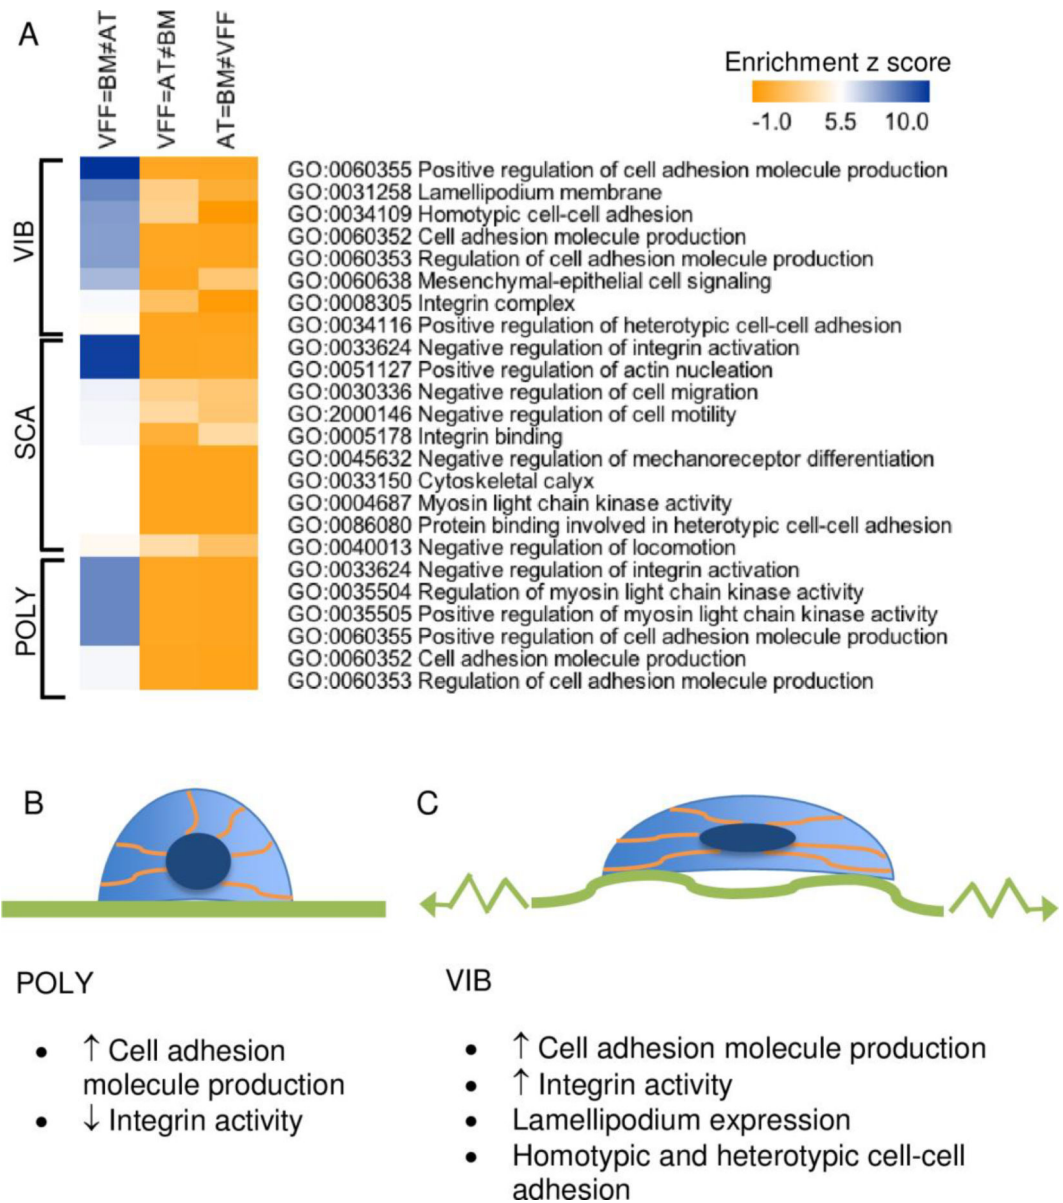 A
VFF=BM≠AT
VFF=AT≠BM
AT=BM≠VFF
Enrichment z score
-1.0 5.5 10.0
VIB
GO:0060355 Positive regulation of cell adhesion molecule production
GO:0031258 Lamellipodium membrane
GO:0034109 Homotypic cell-cell adhesion
GO:0060352 Cell adhesion molecule production
GO:0060353 Regulation of cell adhesion molecule production
GO:0060638 Mesenchymal-epithelial cell signaling
GO:0008305 Integrin complex
GO:0034116 Positive regulation of heterotypic cell-cell adhesion
SCA
GO:0033624 Negative regulation of integrin activation
GO:0051127 Positive regulation of actin nucleation
GO:0030336 Negative regulation of cell migration
GO:2000146 Negative regulation of cell motility
GO:0005178 Integrin binding
GO:0045632 Negative regulation of mechanoreceptor differentiation
GO:0033150 Cytoskeletal calyx
GO:0004687 Myosin light chain kinase activity
GO:0086080 Protein binding involved in heterotypic cell-cell adhesion
GO:0040013 Negative regulation of locomotion
POLY
GO:0033624 Negative regulation of integrin activation
GO:0035504 Regulation of myosin light chain kinase activity
GO:0035505 Positive regulation of myosin light chain kinase activity
GO:0060355 Positive regulation of cell adhesion molecule production
GO:0060352 Cell adhesion molecule production
GO:0060353 Regulation of cell adhesion molecule production
B
POLY
• ↑ Cell adhesion
molecule production
• ↓ Integrin activity
C
VIB
• ↑ Cell adhesion molecule production
• ↑ Integrin activity
• Lamellipodium expression
• Homotypic and heterotypic cell-cell
adhesion